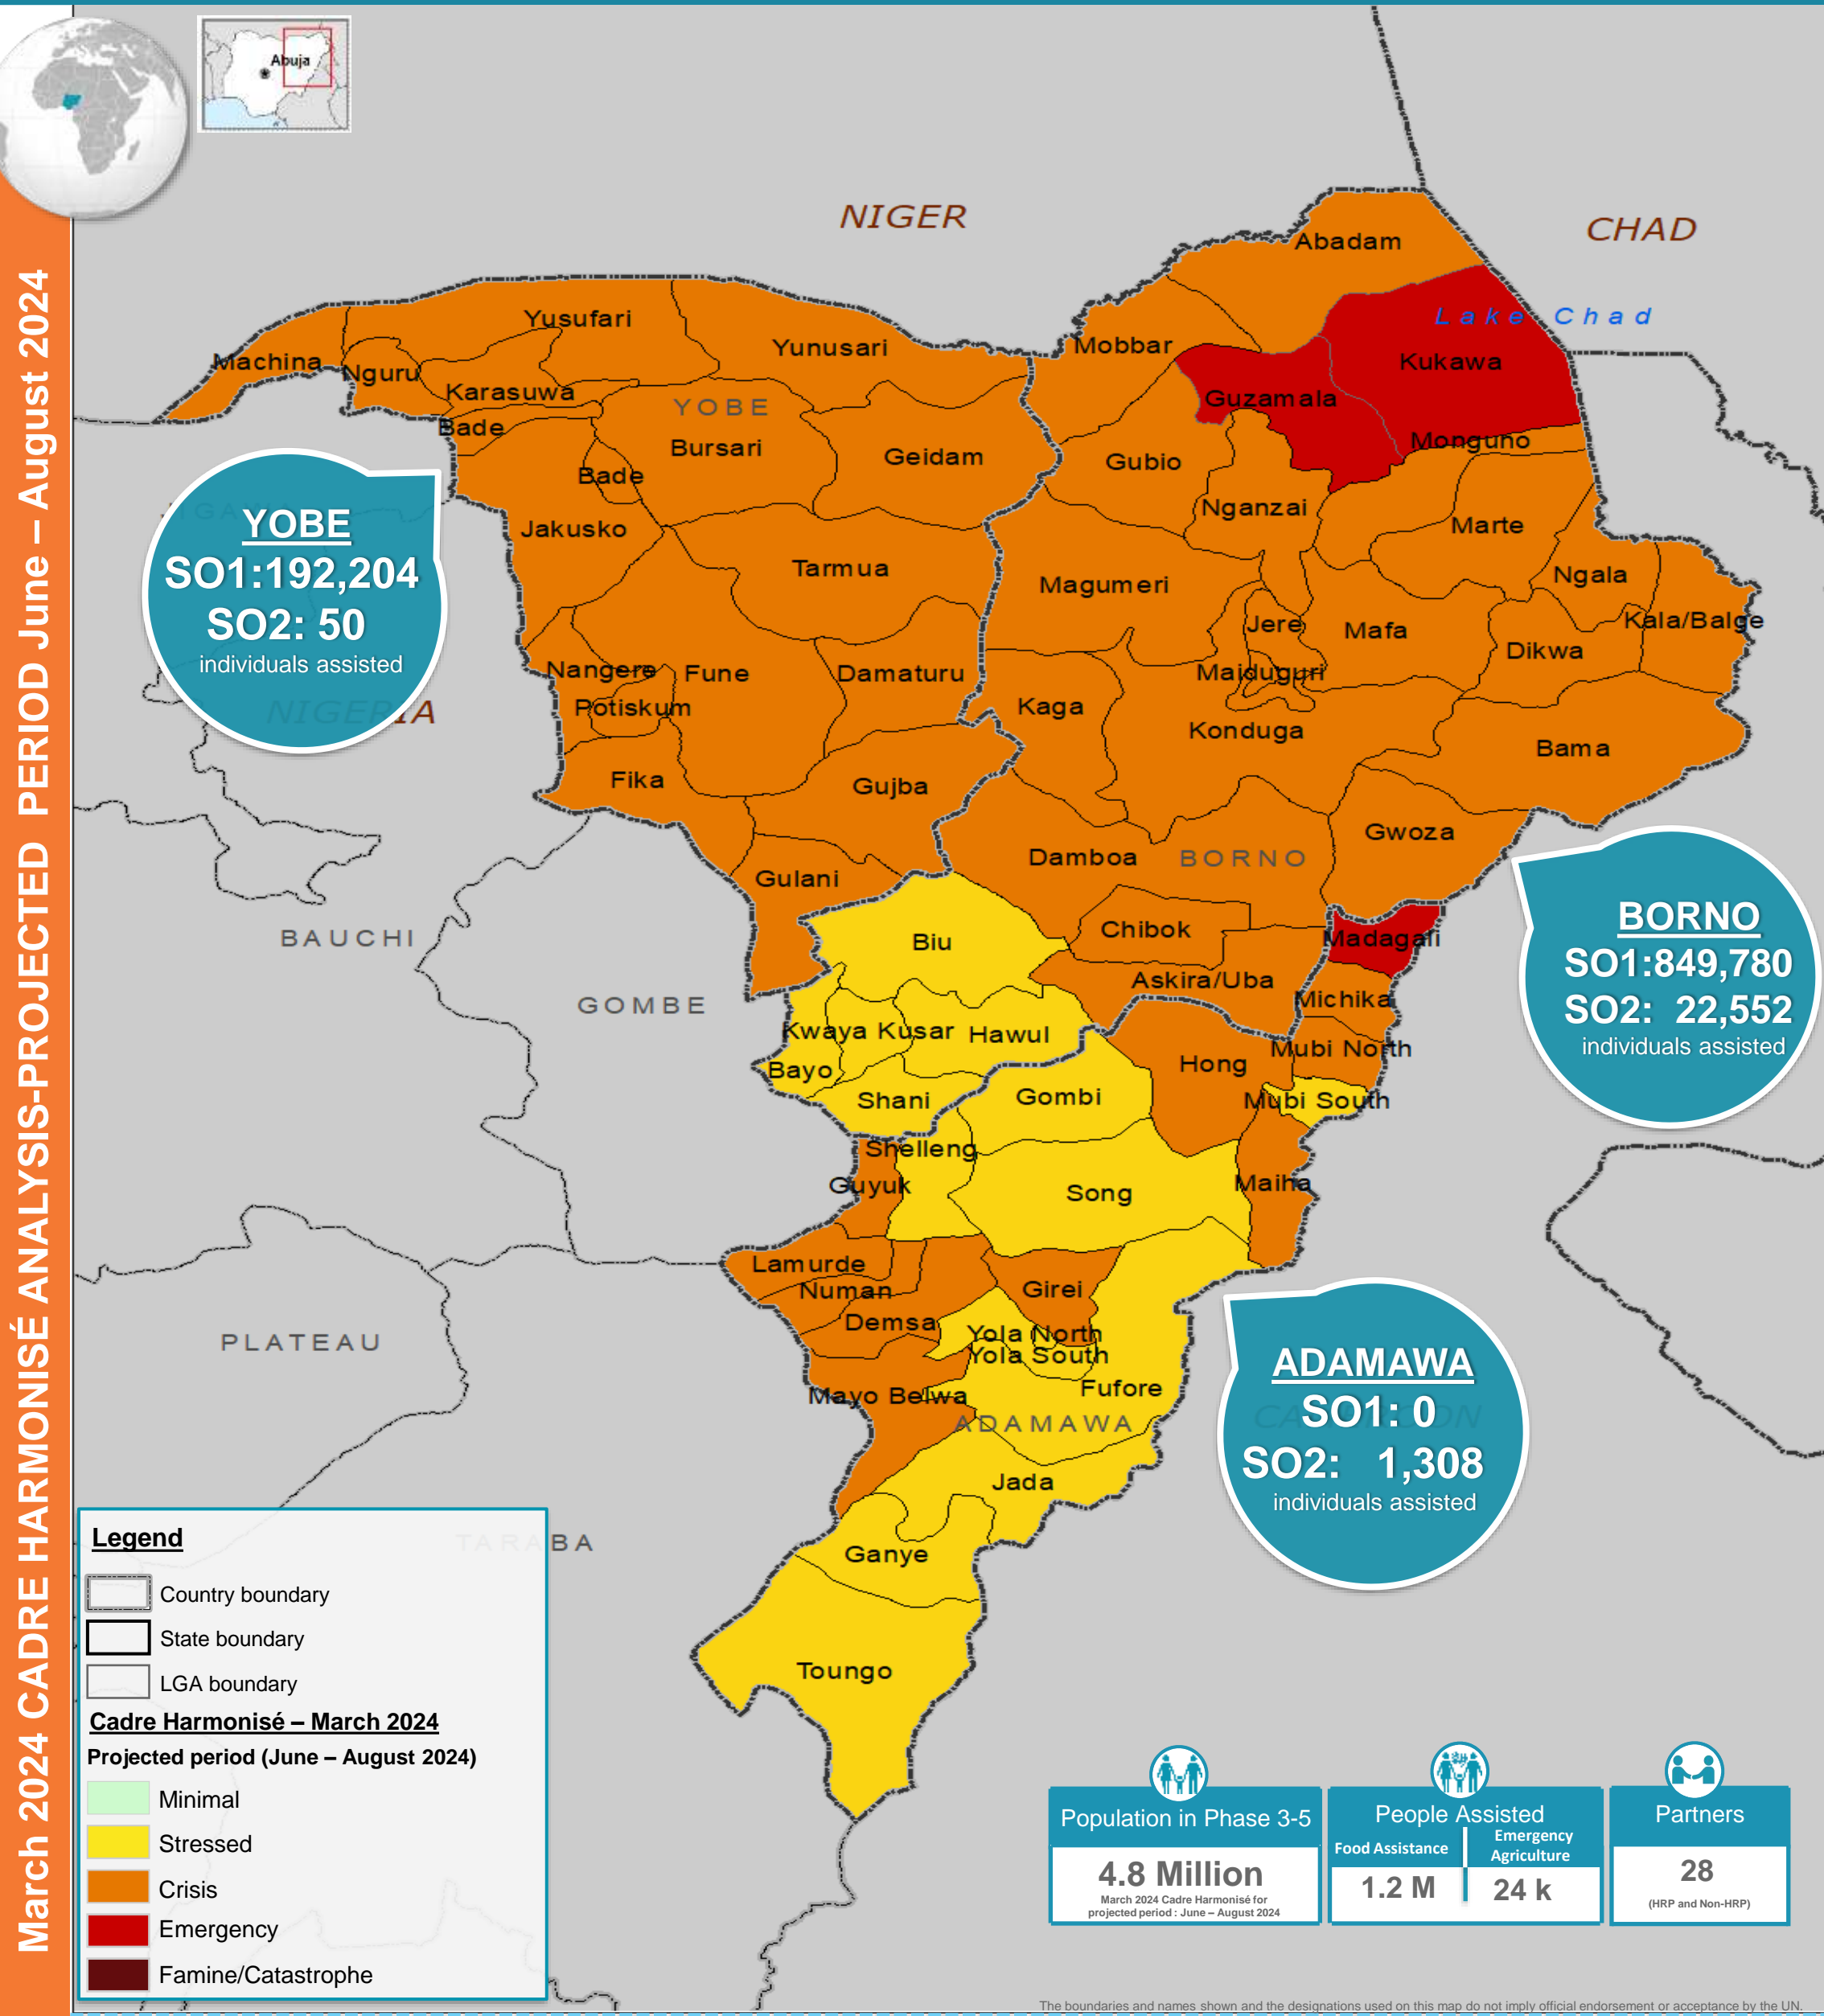 March 2024 CADRE HARMONISÉ ANALYSIS-PROJECTED PERIOD June – August 2024
Abuja
NIGER
CHAD
Abadam
Lake Chad
Yusufari
Kukawa
Machina
Nguru
Yunusari
Mobbar
Karasuwa
YOBE
Guzamala
Bade
Bursari
Geidam
Gubio
Monguno
Bade
Nganzai
Marte
Jakusko
Tarmua
Magumeri
Ngala
Jere
Mafa
Kala/Balge
Dikwa
Nangere
Fune
Damaturu
Maiduguri
Potiskum
Kaga
Konduga
Bama
Fika
Gujba
Gwoza
Damboa
BORNO
Gulani
YOBE
SO1:192,204
SO2: 50
individuals assisted
NIGERIA
BAUCHI
Biu
Chibok
Madagali
Askira/Uba
Michika
GOMBE
Kwaya Kusar
Hawul
Mubi North
Bayo
Hong
Shani
Gombi
Mubi South
BORNO
SO1:849,780
SO2: 22,552
individuals assisted
Shelleng
Guyuk
Song
Maiha
Lamurde
Numan
Girei
Demsa
Yola North
Yola South
PLATEAU
Mayo Belwa
Fufore
ADAMAWA
Jada
Ganye
Toungo
TARABA
ADAMAWA
SO1: 0
SO2: 1,308
individuals assisted
Legend
Country boundary
State boundary
LGA boundary
Cadre Harmonisé – March 2024
Projected period (June – August 2024)
Minimal
Stressed
Crisis
Emergency
Famine/Catastrophe
Population in Phase 3-5
4.8 Million
March 2024 Cadre Harmonisé for
projected period : June – August 2024
People Assisted
Food Assistance
Emergency
Agriculture
1.2 M
24 k
Partners
28
(HRP and Non-HRP)
The boundaries and names shown and the designations used on this map do not imply official endorsement or acceptance by the UN.